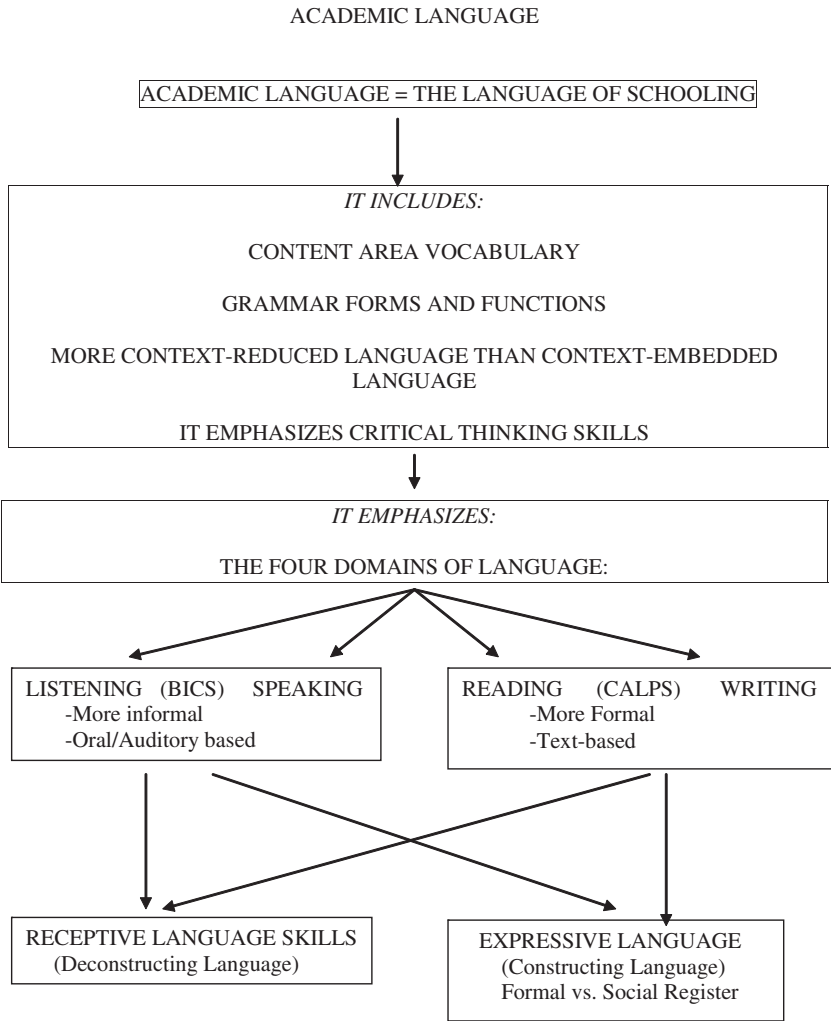 ACADEMIC LANGUAGE
ACADEMIC LANGUAGE = THE LANGUAGE OF SCHOOLING
IT INCLUDES:
CONTENT AREA VOCABULARY
GRAMMAR FORMS AND FUNCTIONS
MORE CONTEXT-REDUCED LANGUAGE THAN CONTEXT-EMBEDDED
LANGUAGE
IT EMPHASIZES CRITICAL THINKING SKILLS
IT EMPHASIZES:
THE FOUR DOMAINS OF LANGUAGE:
LISTENING (BICS) SPEAKING
-More informal
-Oral/Auditory based
READING (CALPS) WRITING
-More Formal
-Text-based
RECEPTIVE LANGUAGE SKILLS
(Deconstructing Language)
EXPRESSIVE LANGUAGE
(Constructing Language)
Formal vs. Social Register